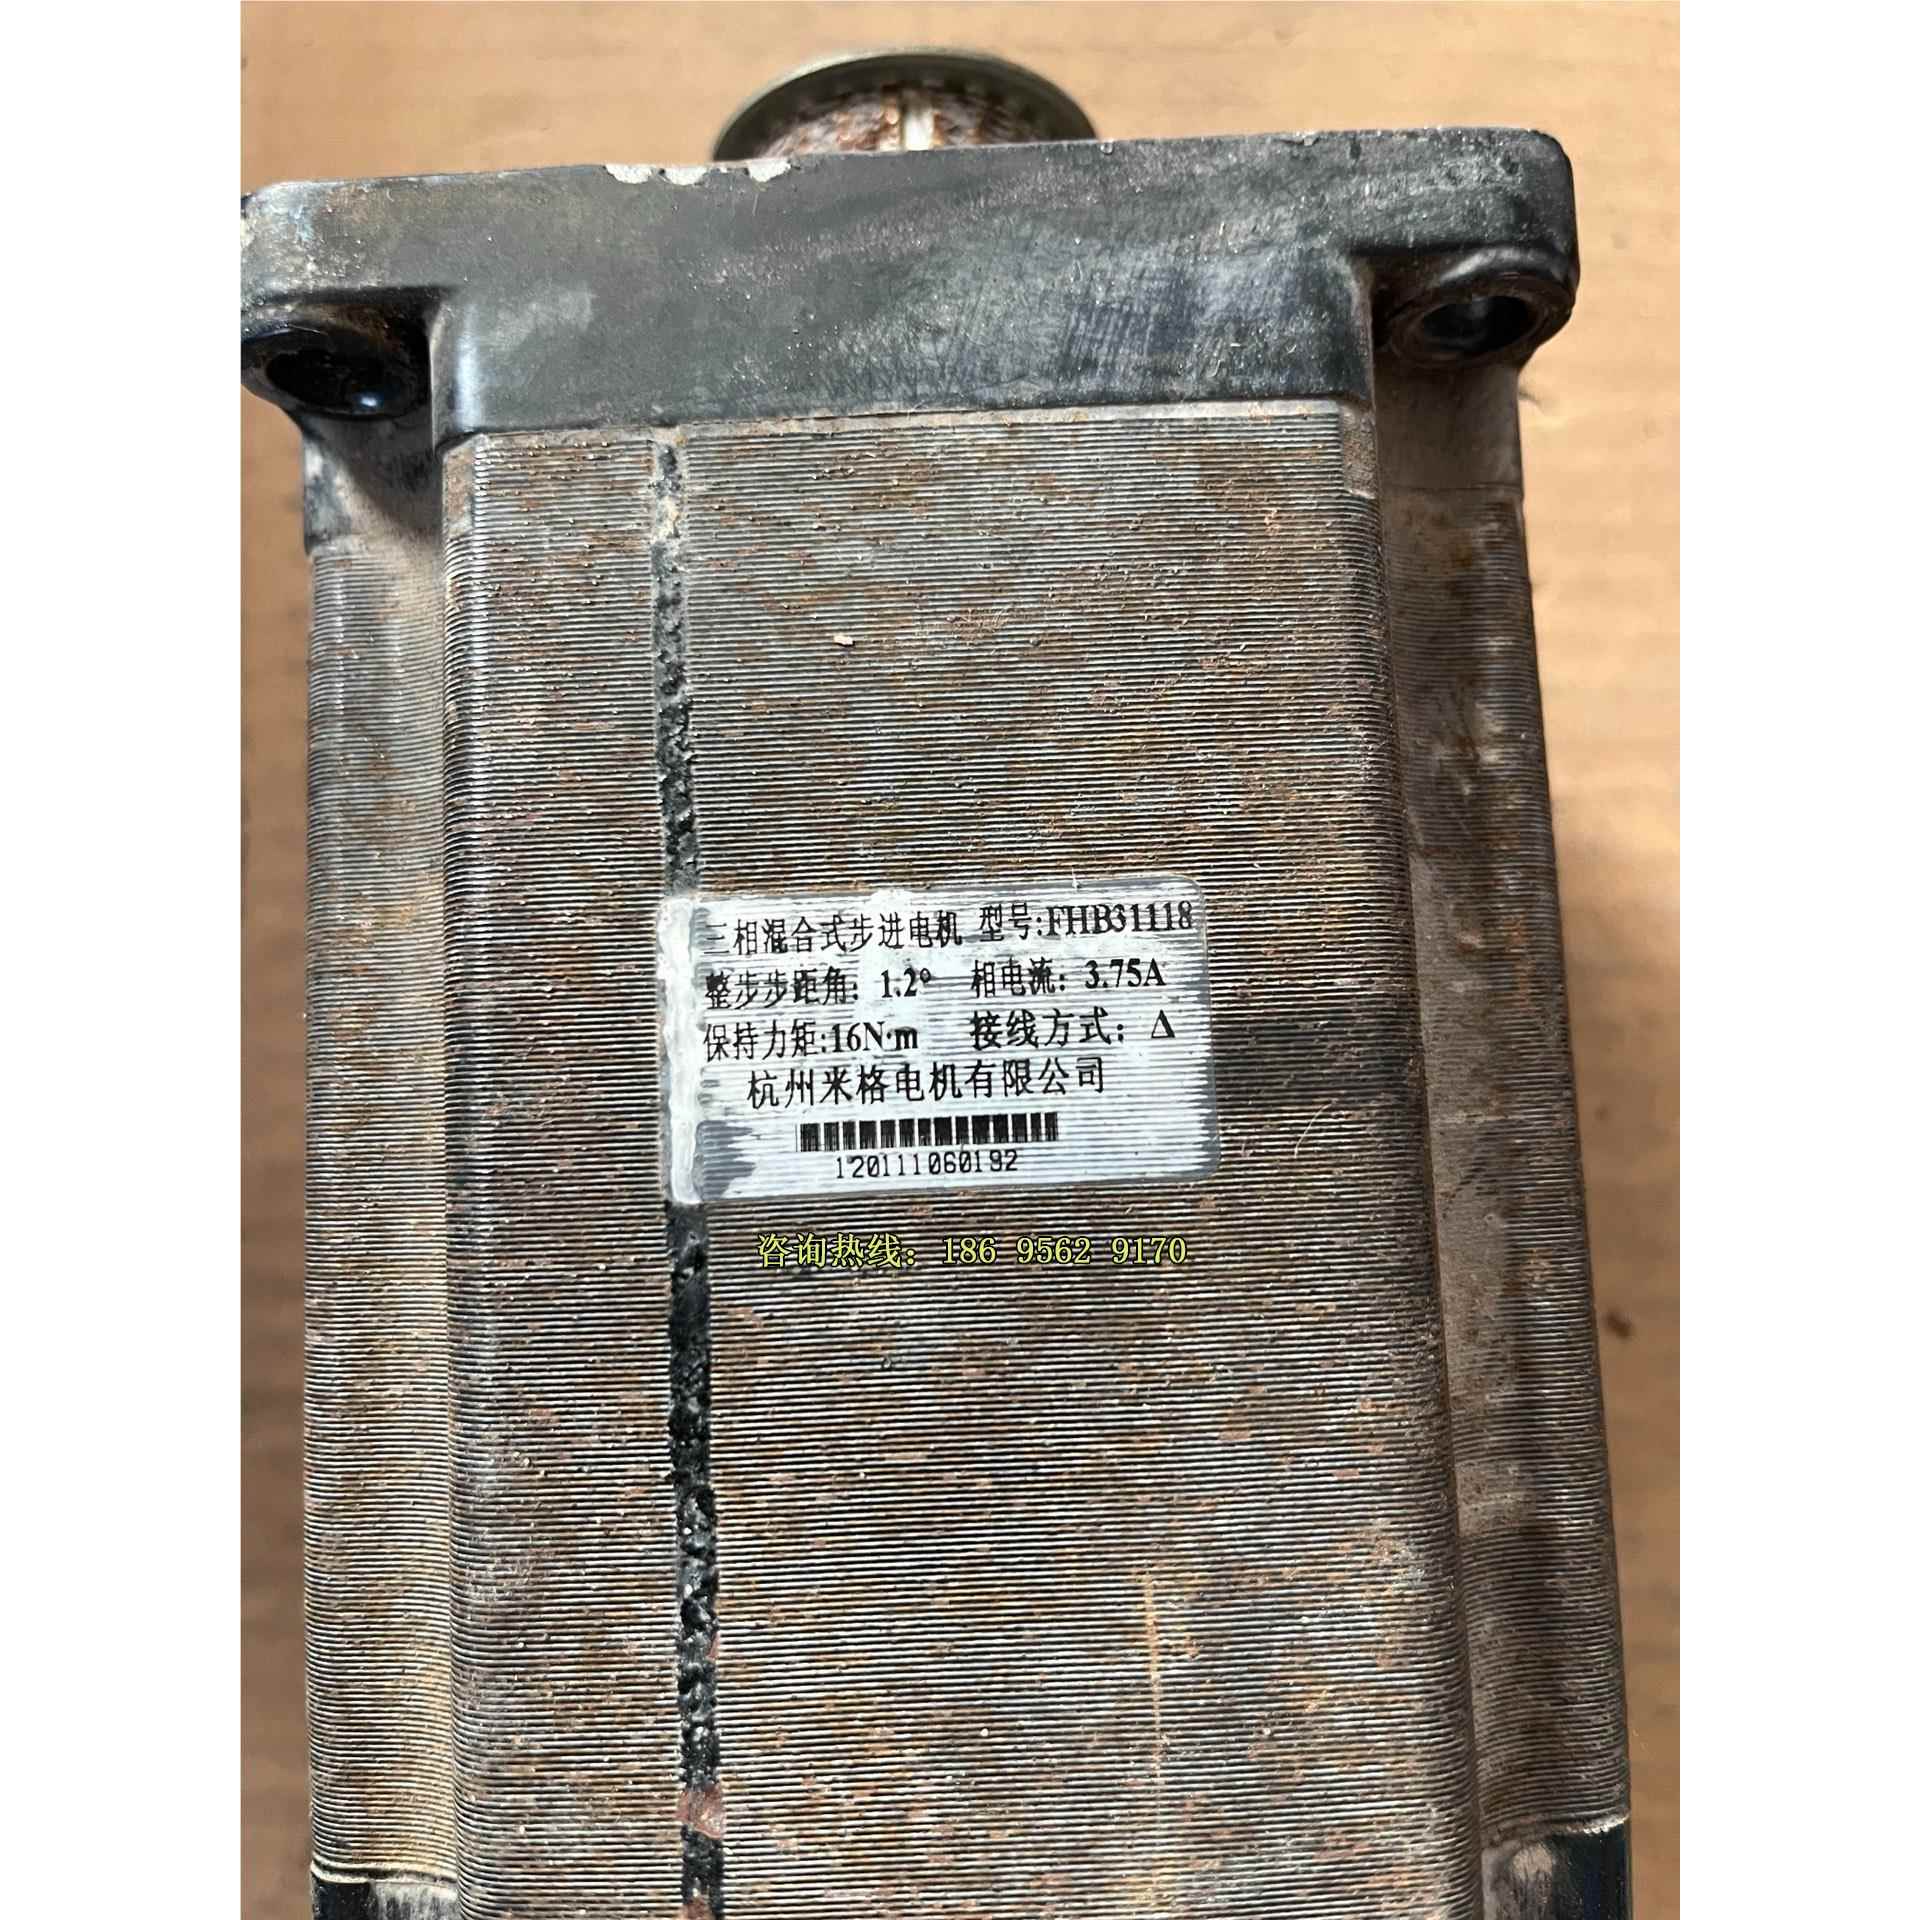 三相混合式步进电机 型号:FHB31118
整步步距角: 1.2° 相电流: 3.75A
保持力矩:16N·m 接线方式: Δ
杭州米格电机有限公司
120111060192
咨询热线: 186 9562 9170